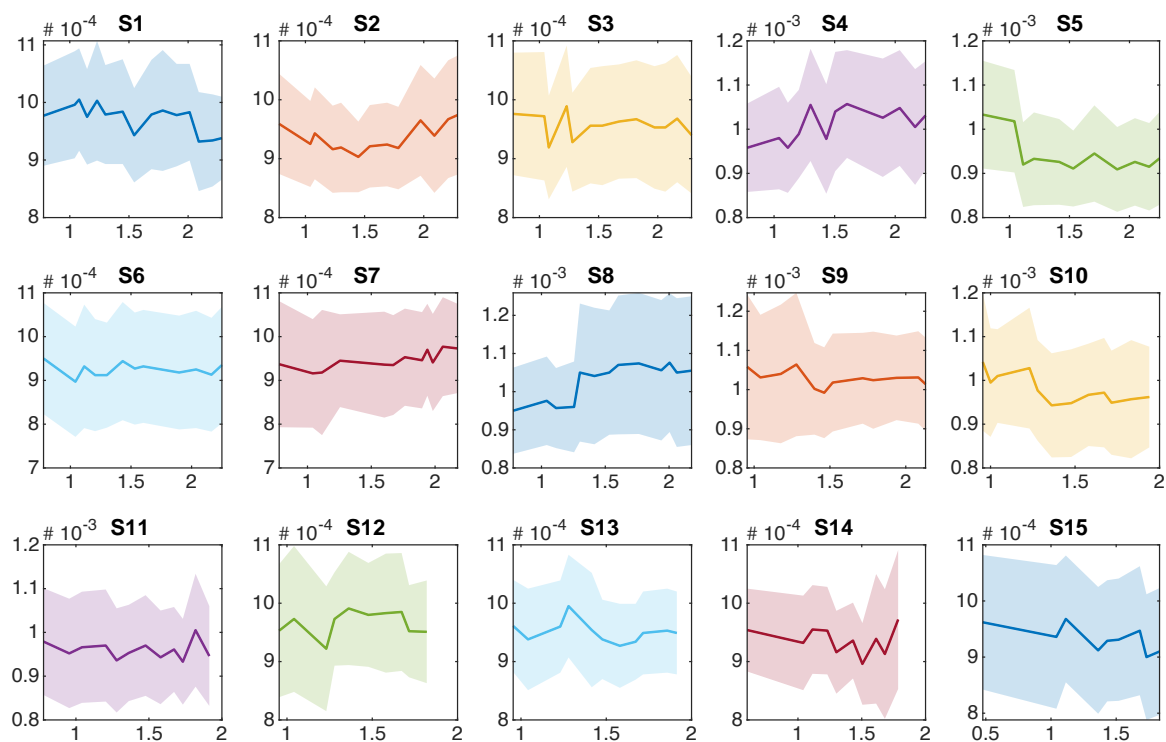 # 10-4 S1 # 10-4 S2 # 10-4 S3 # 10-3 S4 # 10-3 S5
11 11 11 1.2 1.2
10 10 10 1.1 1.1
9 9 9 1 1
0.9 0.9
8 8 8 0.8 0.8
1 1.5 2 1 1.5 2 1 1.5 2 1 1.5 2 1 1.5 2
# 10-4 S6 # 10-4 S7 # 10-3 S8 # 10-3 S9 # 10-3 S10
11 11 1.2 1.2 1.2
10 10 1.1 1.1 1.1
9 9 1 1 1
8 8 0.9 0.9 0.9
7 7 0.8 0.8 0.8
1 1.5 2 1 1.5 2 1 1.5 2 1 1.5 2 1 1.5 2
# 10-3 S11 # 10-4 S12 # 10-4 S13 # 10-4 S14 # 10-4 S15
1.2 11 11 11 11
1.1 10 10 10 10
1 9 9 9 9
0.9
0.8 8 8 8 8
1 1.5 2 1 1.5 2 1 1.5 2 1 1.5 2 0.5 1 1.5